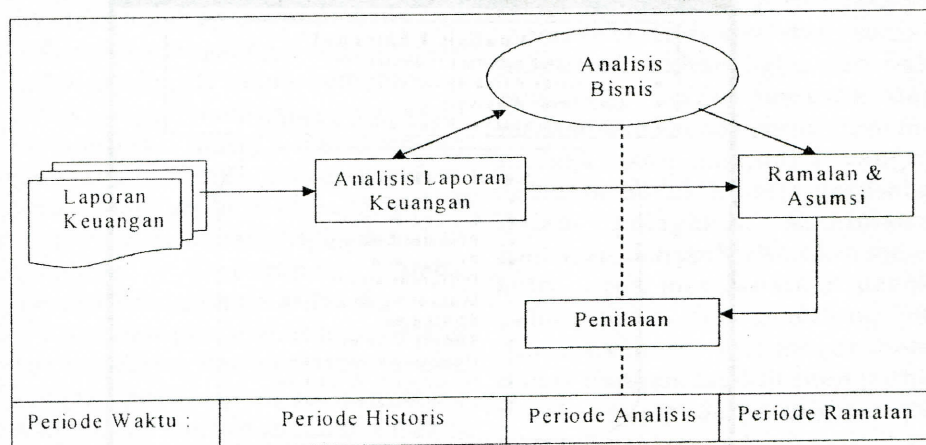 Analisis
Bisnis
Laporan
Keuangan
Analisis Laporan
Keuangan
Ramalan &
Asumsi
Penilaian
Periode Waktu :
Periode Historis
Periode Analisis
Periode Ramalan